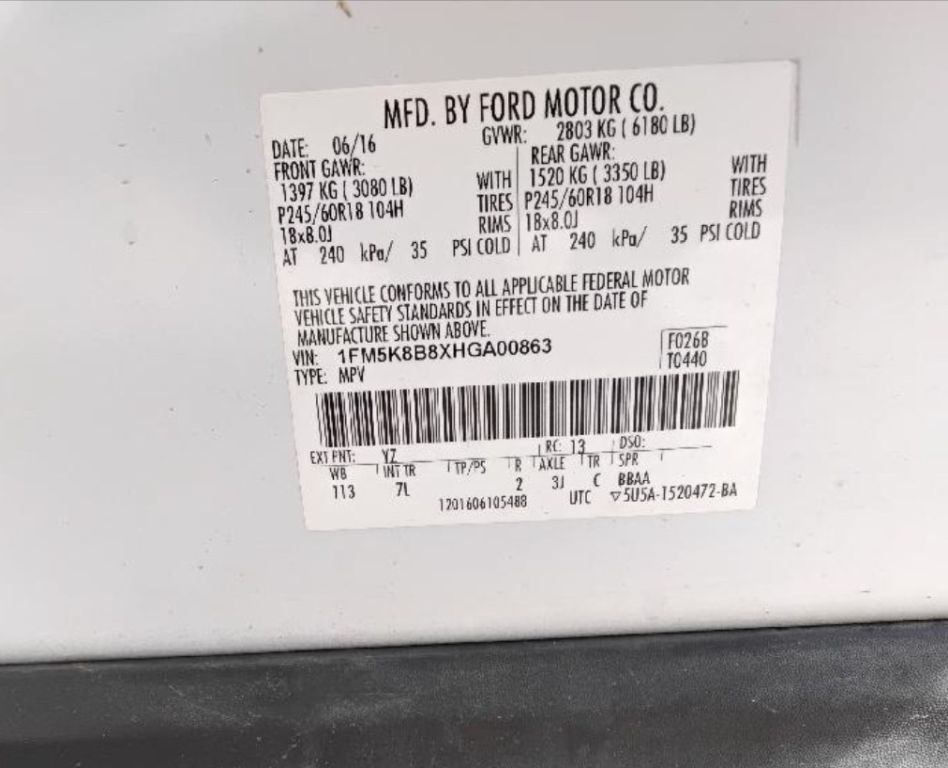 MFD. BY FORD MOTOR CO.
DATE: 06/16 GVWR: 2803 KG ( 6180 LB)
FRONT GAWR: REAR GAWR:
1397 KG ( 3080 LB) WITH 1520 KG ( 3350 LB) WITH
P245/60R18 104H TIRES P245/60R18 104H TIRES
18x8.0J RIMS 18x8.0J RIMS
AT 240 kPa/ 35 PSI COLD AT 240 kPa/ 35 PSI COLD
THIS VEHICLE CONFORMS TO ALL APPLICABLE FEDERAL MOTOR
VEHICLE SAFETY STANDARDS IN EFFECT ON THE DATE OF
MANUFACTURE SHOWN ABOVE.
VIN: 1FM5K8B8XHGA00863 F0268
TYPE: MPV T0440
EXT PNT: YZ RC: 13 DSO:
WB INT TR TP/PS R AXLE TR SPR
113 7L 2 3J C BBAA
1201606105488 UTC ▽5U5A-1520472-BA